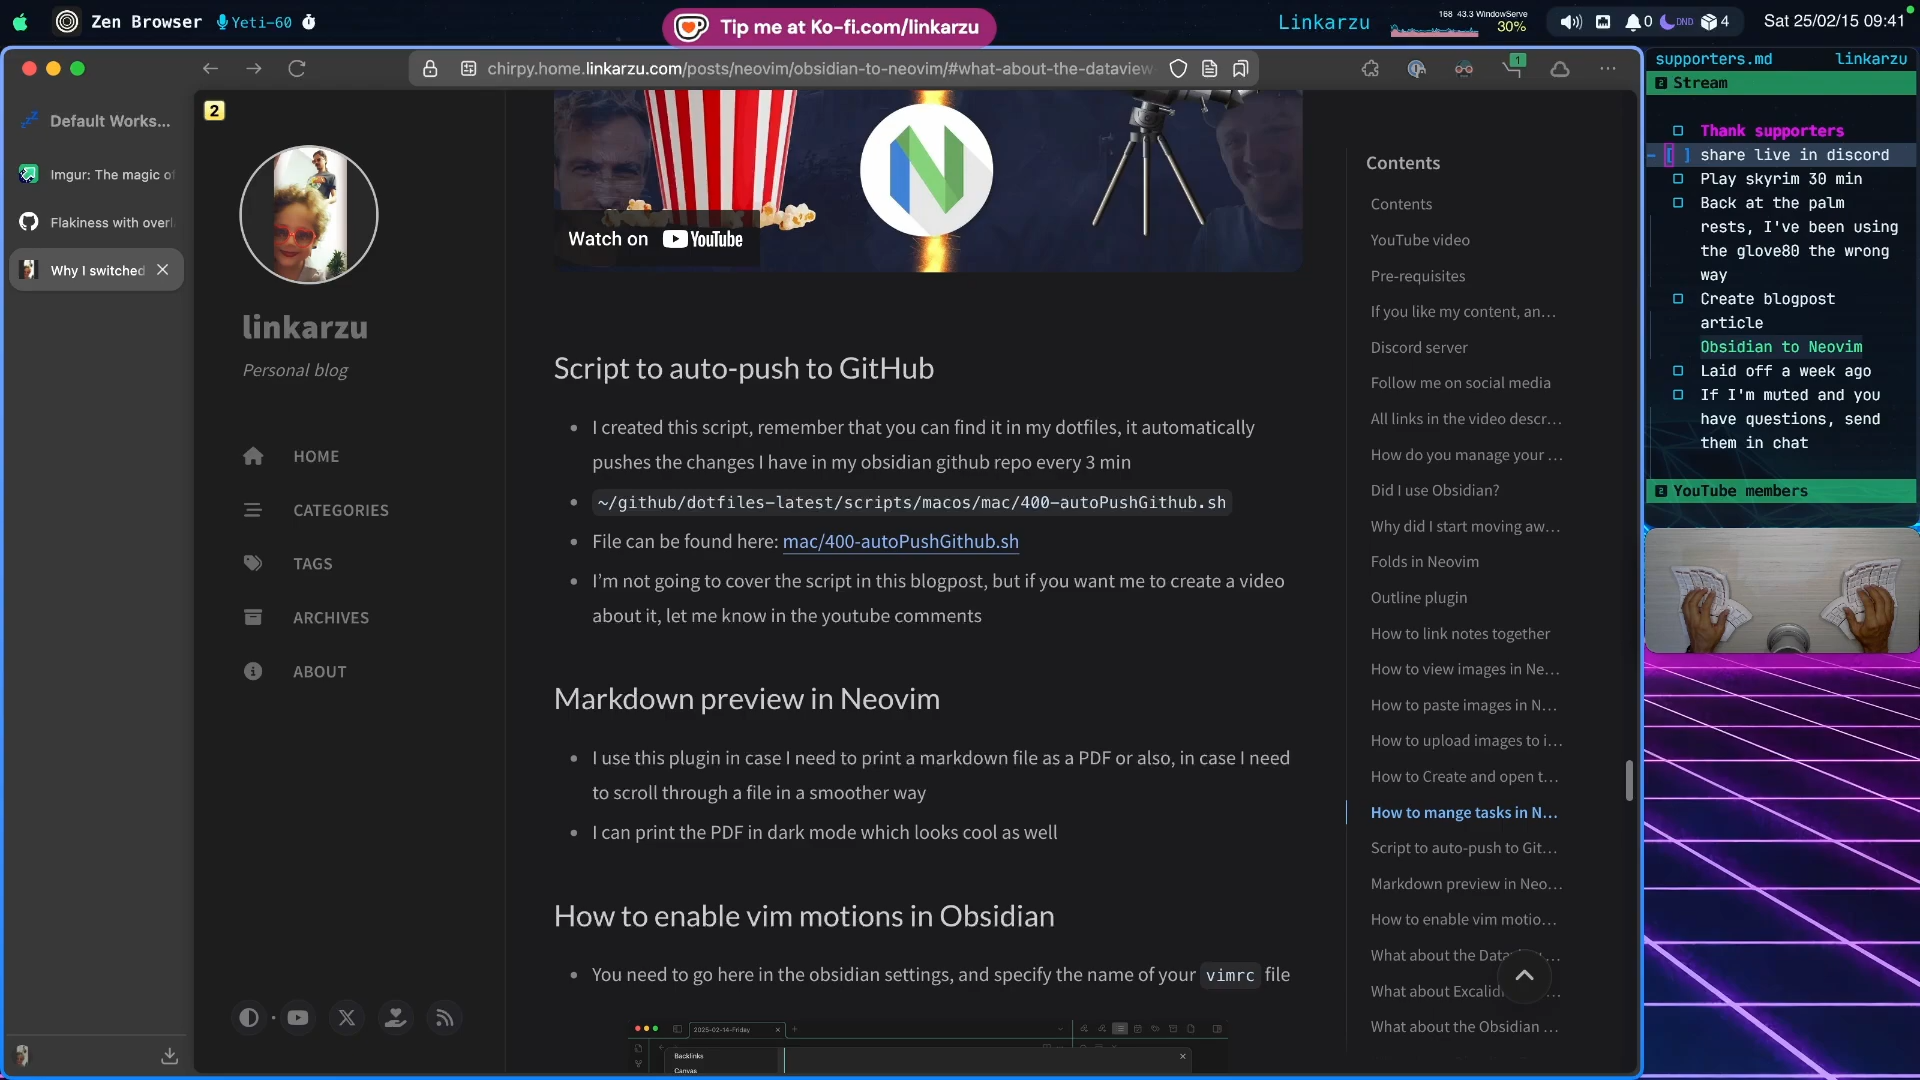 Zen Browser
Yeti-60
Tip me at Ko-fi.com/linkarzu
Linkarzu
168 43.3 WindowServe
30%
0
DND
4
Sat 25/02/15 09:41
chirpy.home.linkarzu.com/posts/neovim/obsidian-to-neovim/#what-about-the-dataview
1
2
Default Works...
Imgur: The magic of
Flakiness with over
Why I switched
linkarzu
Personal blog
HOME
CATEGORIES
TAGS
ARCHIVES
ABOUT
Watch on YouTube
Script to auto-push to GitHub
I created this script, remember that you can find it in my dotfiles, it automatically
pushes the changes I have in my obsidian github repo every 3 min
~/github/dotfiles-latest/scripts/macos/mac/400-autoPushGithub.sh
File can be found here: mac/400-autoPushGithub.sh
I’m not going to cover the script in this blogpost, but if you want me to create a video
about it, let me know in the youtube comments
Markdown preview in Neovim
I use this plugin in case I need to print a markdown file as a PDF or also, in case I need
to scroll through a file in a smoother way
I can print the PDF in dark mode which looks cool as well
How to enable vim motions in Obsidian
You need to go here in the obsidian settings, and specify the name of your vimrc file
2025-02-14-Friday
Backlinks
Canvas
Contents
Contents
YouTube video
Pre-requisites
If you like my content, an…
Discord server
Follow me on social media
All links in the video descr…
How do you manage your …
Did I use Obsidian?
Why did I start moving aw…
Folds in Neovim
Outline plugin
How to link notes together
How to view images in Ne…
How to paste images in N…
How to upload images to i…
How to Create and open t…
How to mange tasks in N…
Script to auto-push to Git…
Markdown preview in Neo…
How to enable vim motio…
What about the Data
What about Excalid
What about the Obsidian …
supporters.md linkarzu
2 Stream
Thank supporters
[ ] share live in discord
Play skyrim 30 min
Back at the palm
rests, I've been using
the glove80 the wrong
way
Create blogpost
article
Obsidian to Neovim
Laid off a week ago
If I'm muted and you
have questions, send
them in chat
2 YouTube members